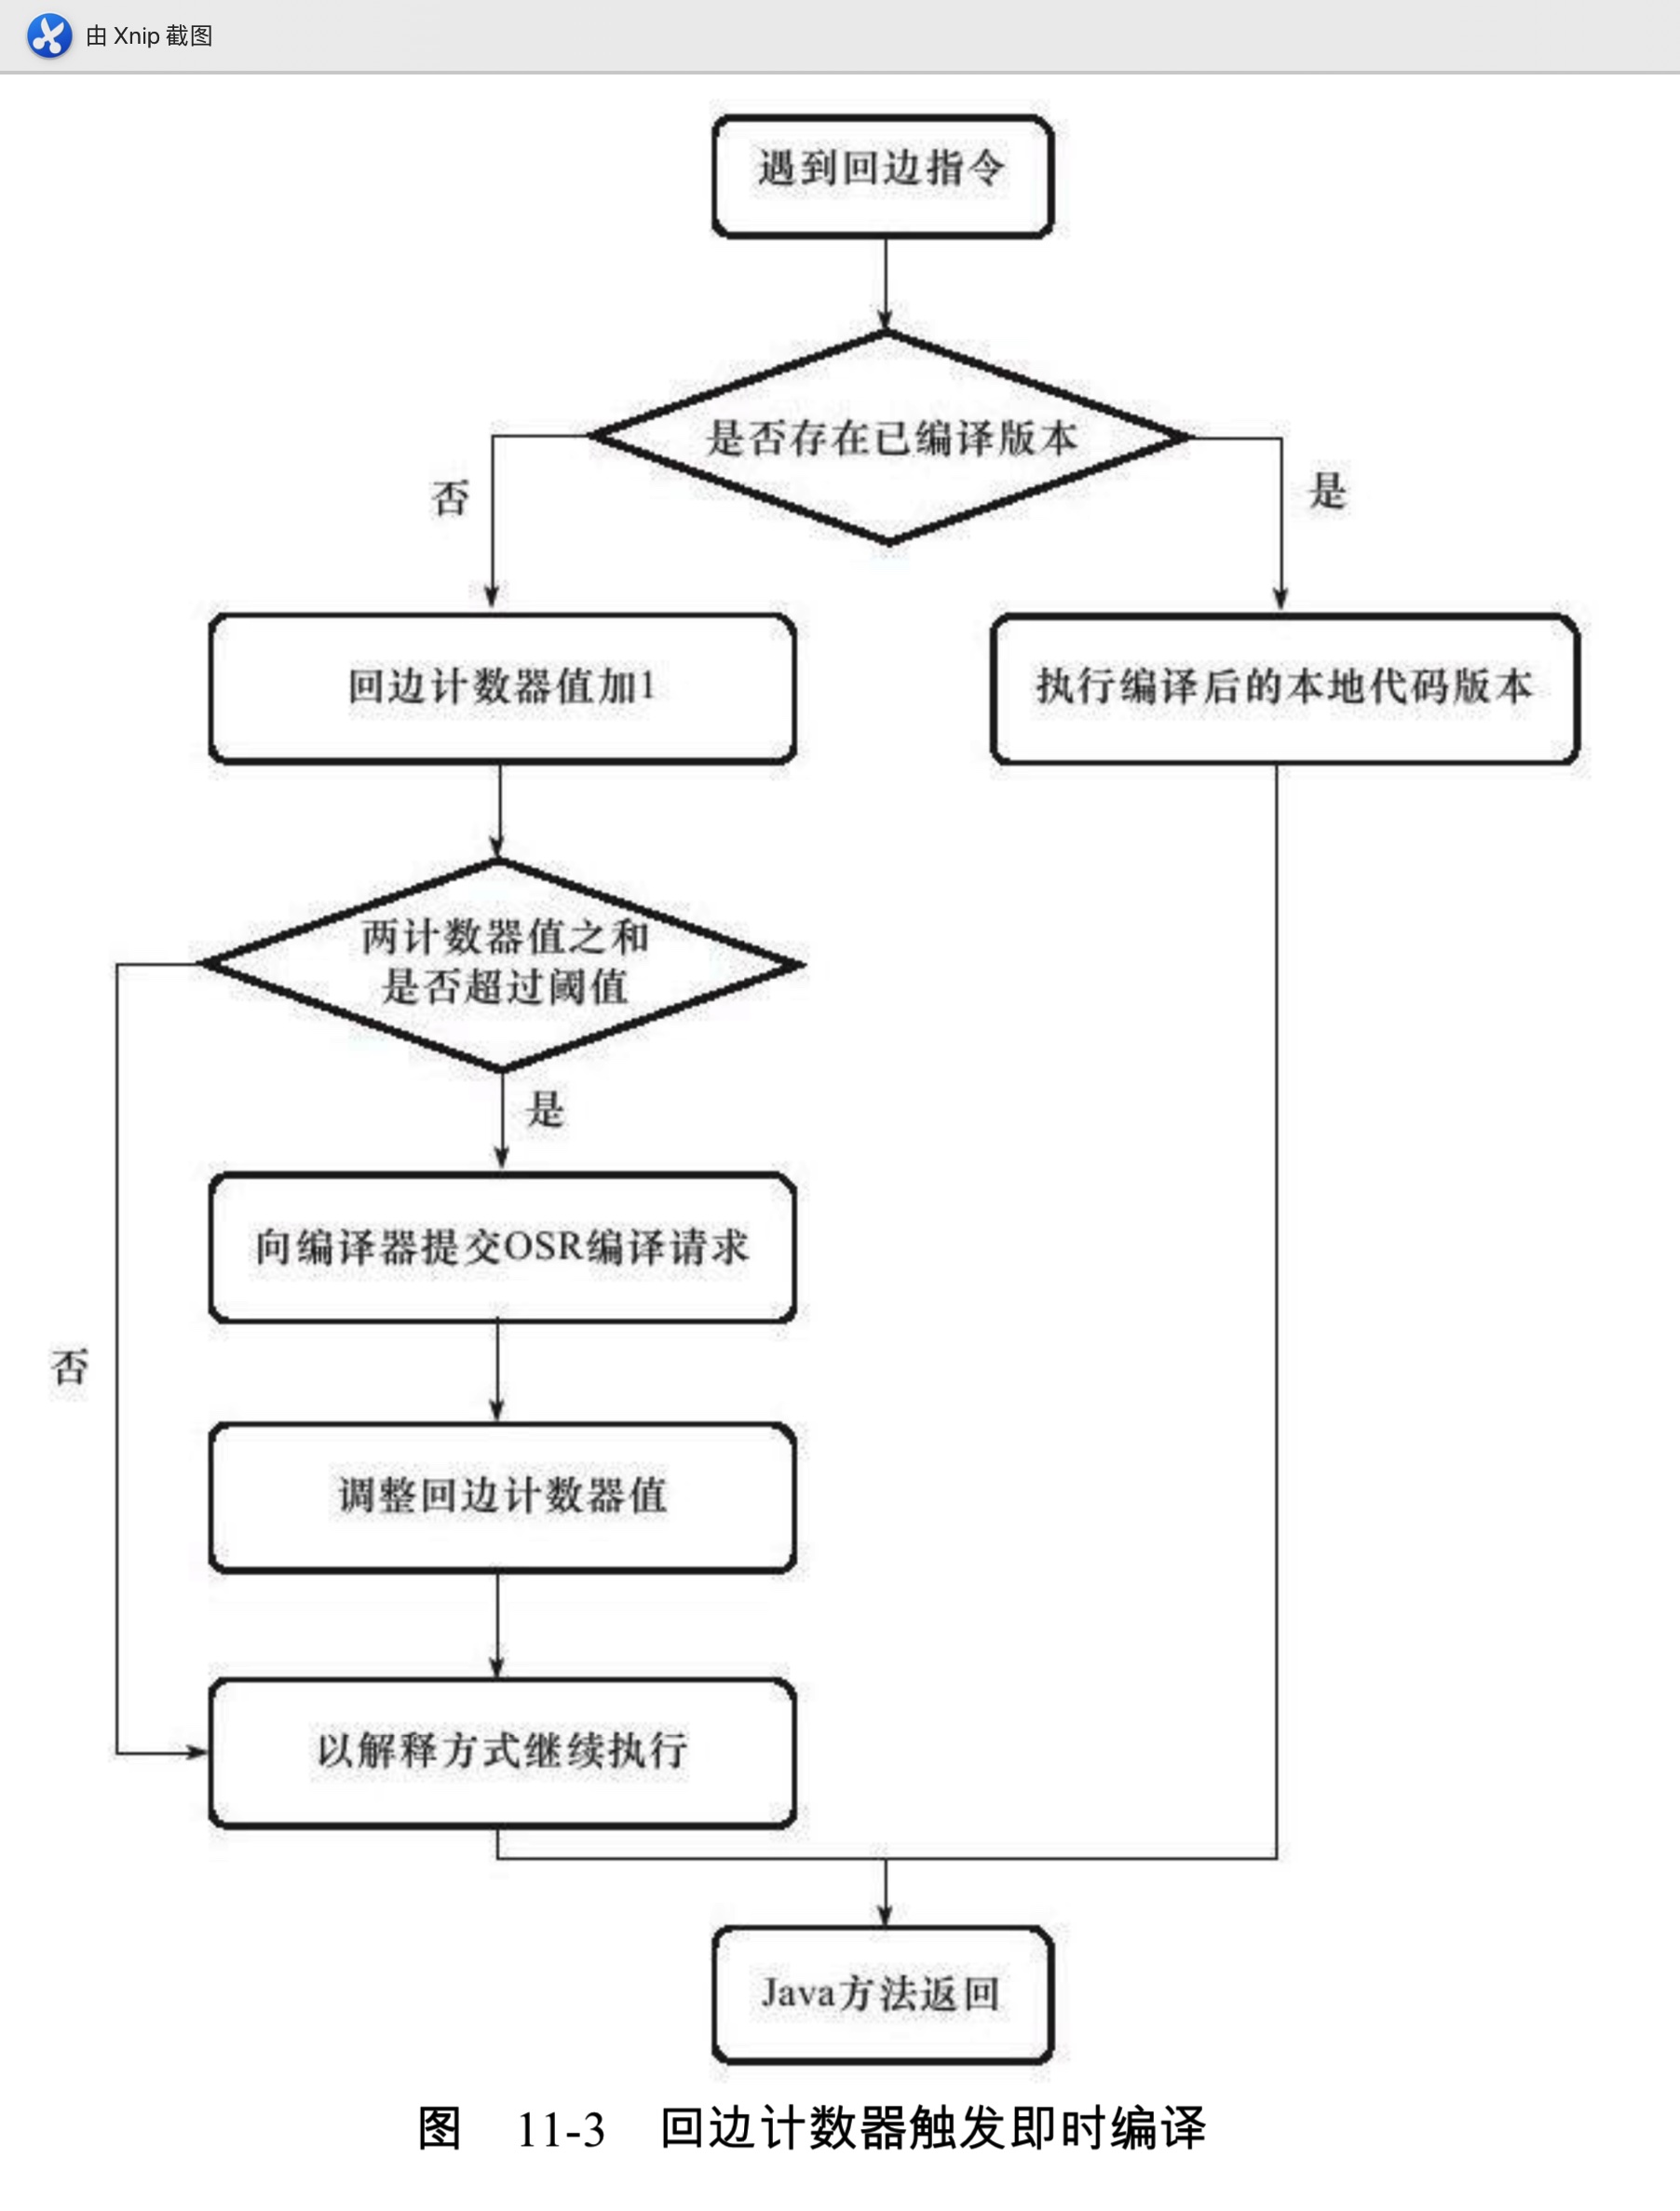 由 Xnip 截图
遇到回边指令
是否存在已编译版本
否
是
回边计数器值加1
执行编译后的本地代码版本
两计数器值之和
是否超过阈值
是
向编译器提交OSR编译请求
否
调整回边计数器值
以解释方式继续执行
Java方法返回
图 11-3 回边计数器触发即时编译